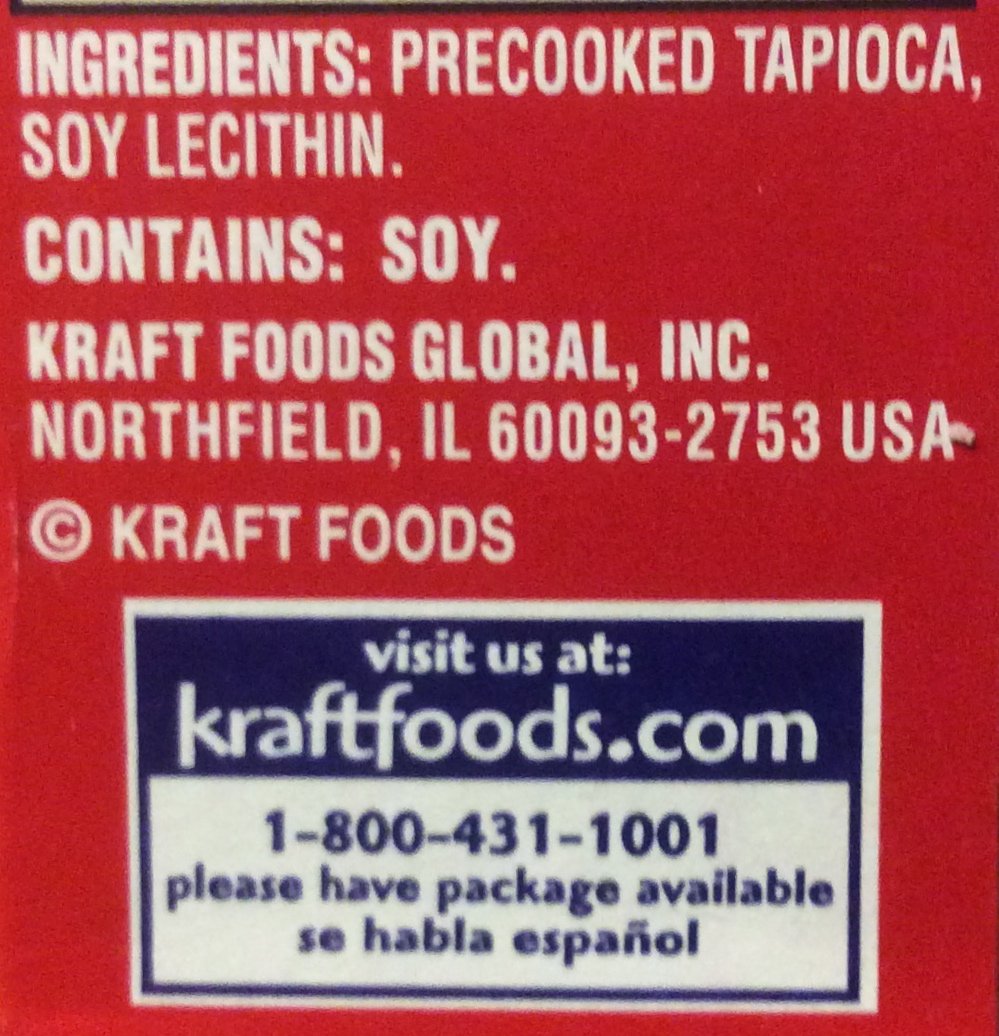 INGREDIENTS: PRECOOKED TAPIOCA,
SOY LECITHIN.
CONTAINS: SOY.
KRAFT FOODS GLOBAL, INC.
NORTHFIELD, IL 60093-2753 USA
© KRAFT FOODS
visit us at:
kraftfoods.com
1-800-431-1001
please have package available
se habla español